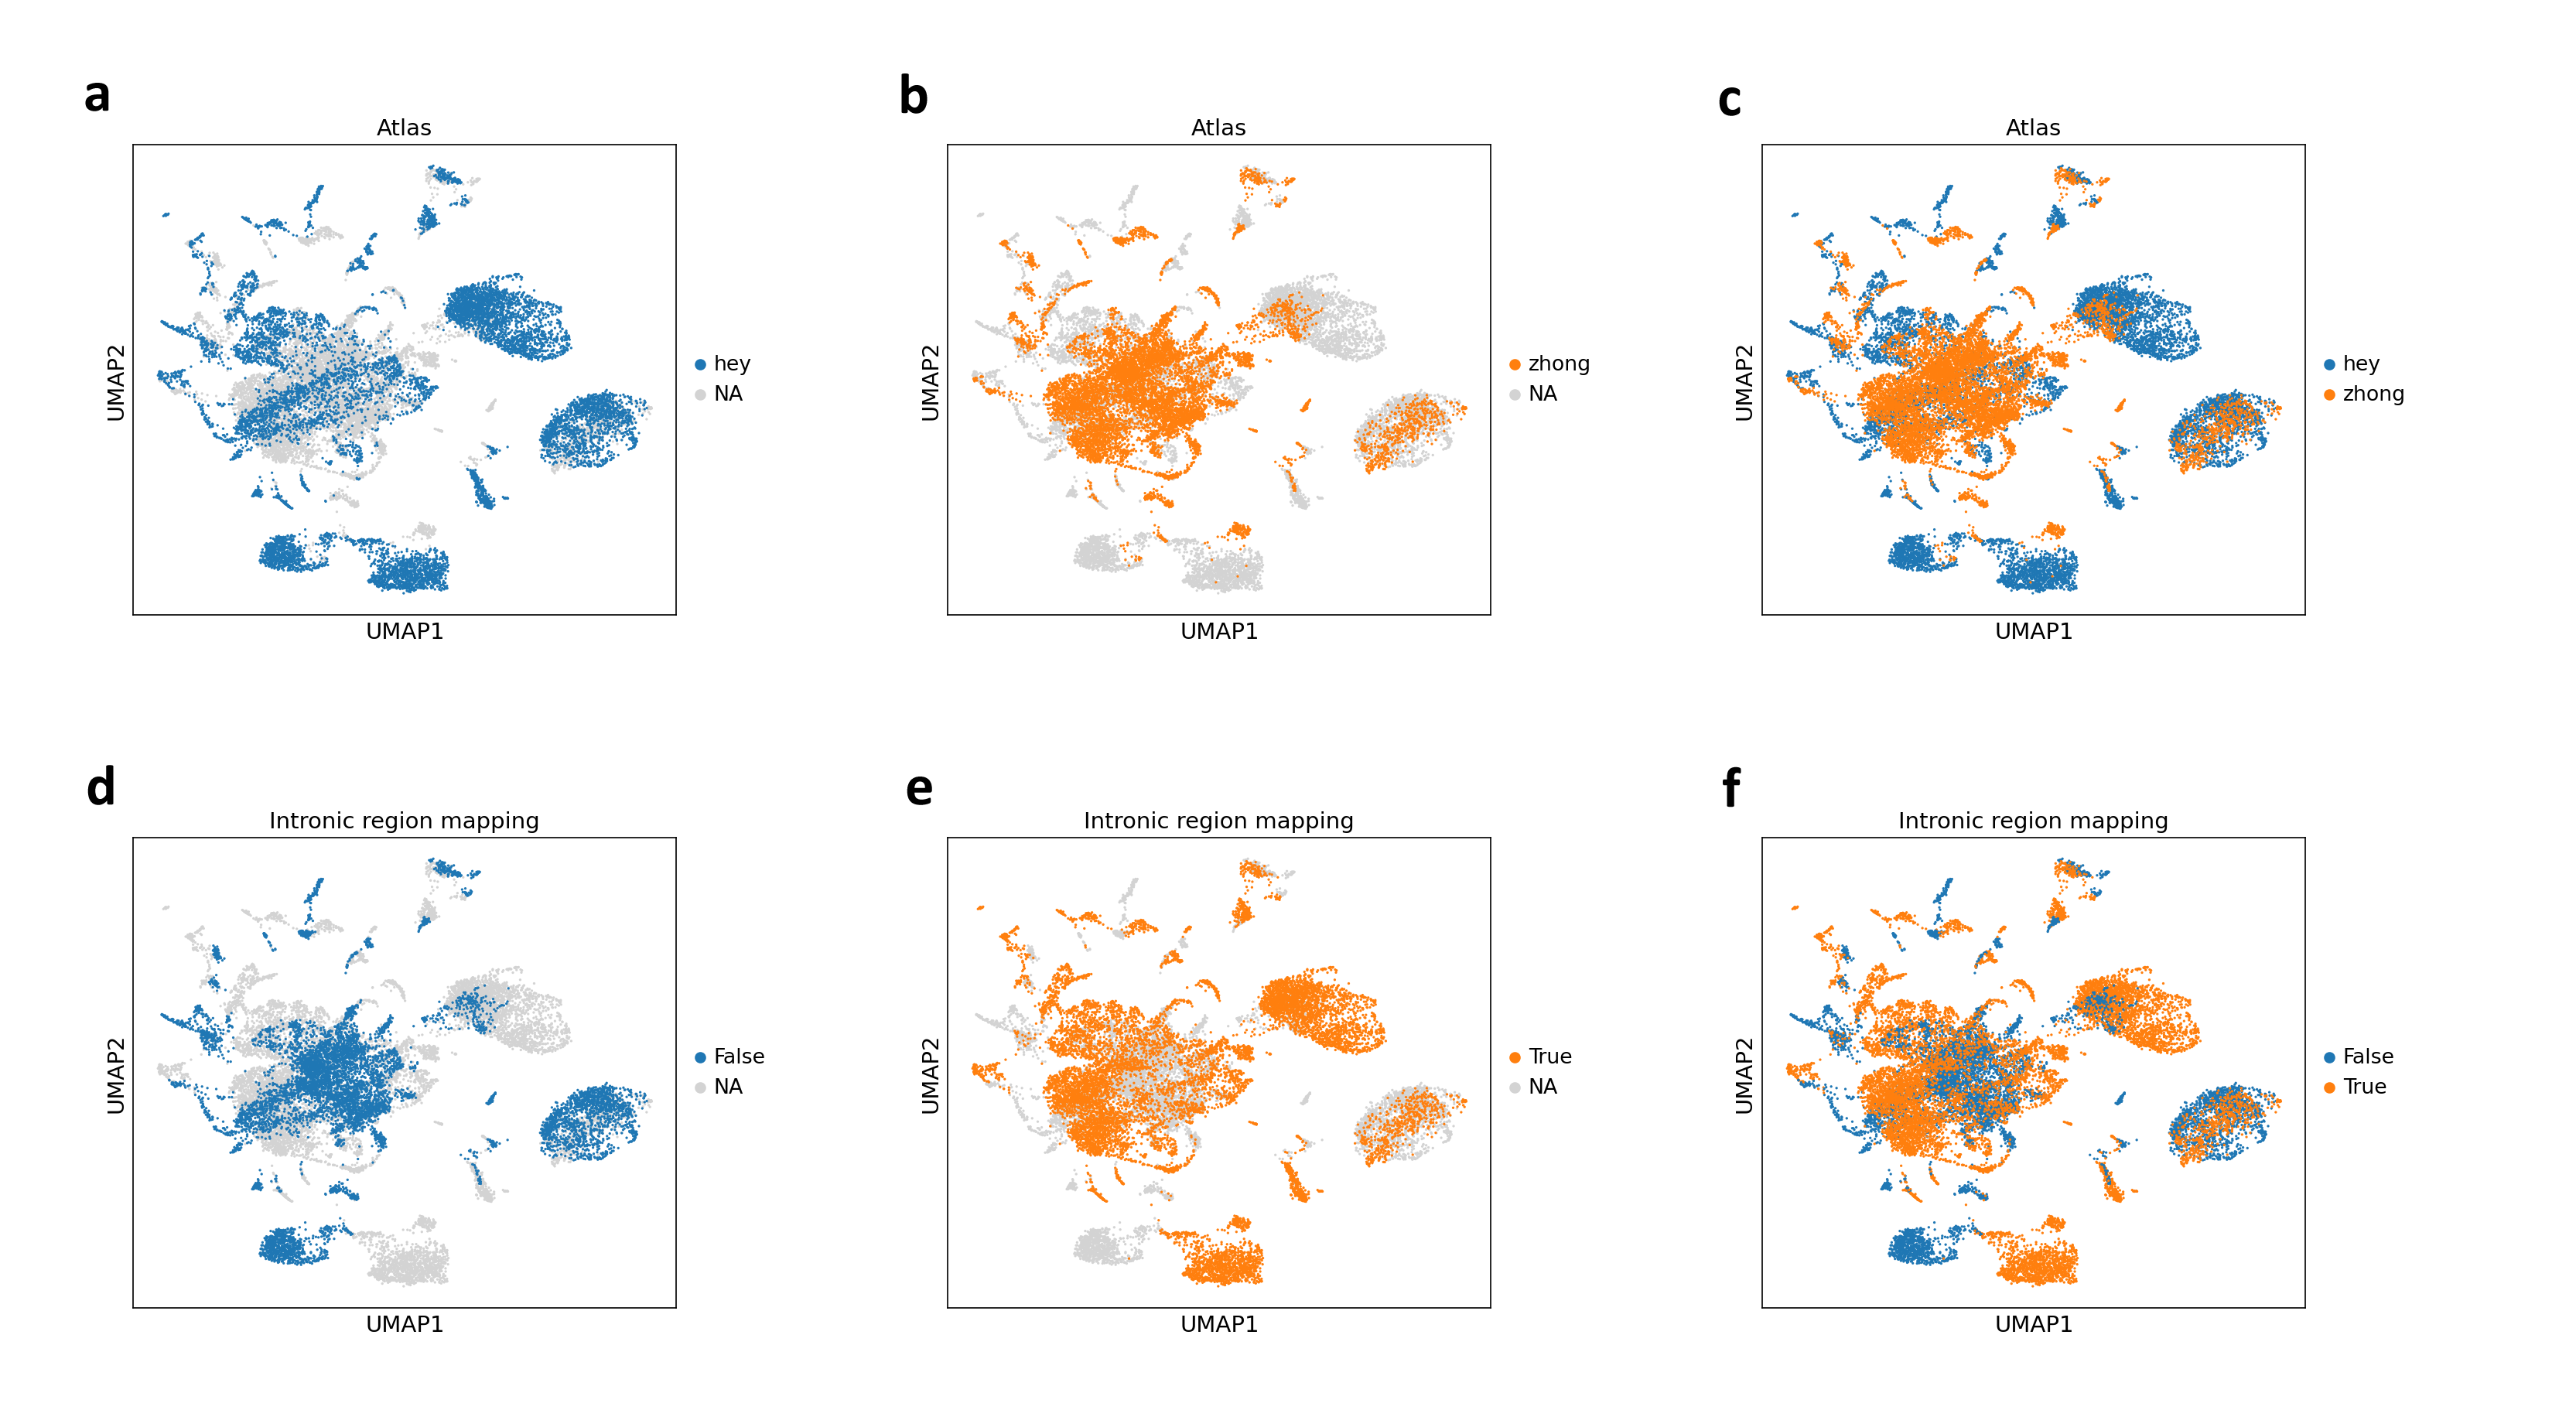 a
Atlas
UMAP2
UMAP1
hey
NA
b
Atlas
UMAP2
UMAP1
zhong
NA
c
Atlas
UMAP2
UMAP1
hey
zhong
d
Intronic region mapping
UMAP2
UMAP1
False
NA
e
Intronic region mapping
UMAP2
UMAP1
True
NA
f
Intronic region mapping
UMAP2
UMAP1
False
True